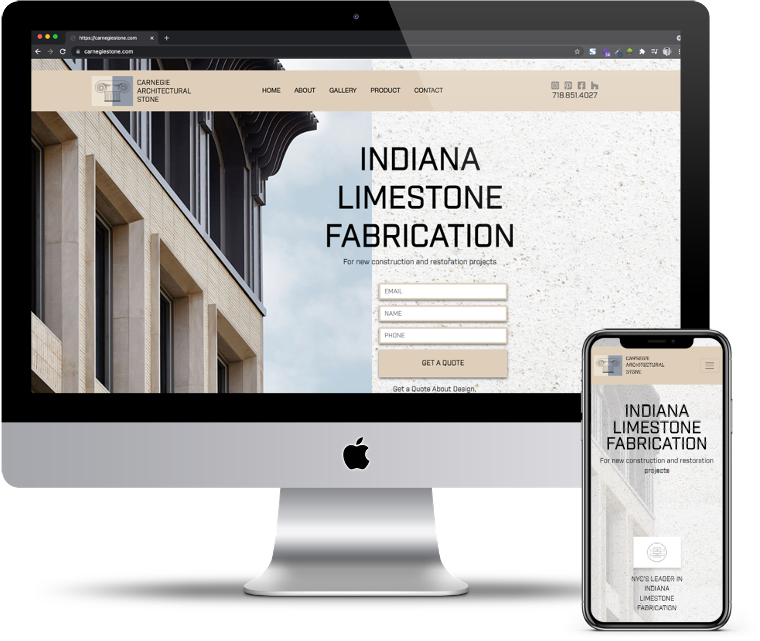 https://carnegiestone.com
carnegiestone.com
CARNEGIE
ARCHITECTURAL
STONE
HOME ABOUT GALLERY PRODUCT CONTACT
718.851.4027
INDIANA
LIMESTONE
FABRICATION
For new construction and restoration projects
EMAIL
NAME
PHONE
GET A QUOTE
Get a Quote About Design,
CARNEGIE
ARCHITECTURAL
STONE
INDIANA
LIMESTONE
FABRICATION
For new construction and restoration
projects
NYC'S LEADER IN
INDIANA
LIMESTONE
FABRICATION